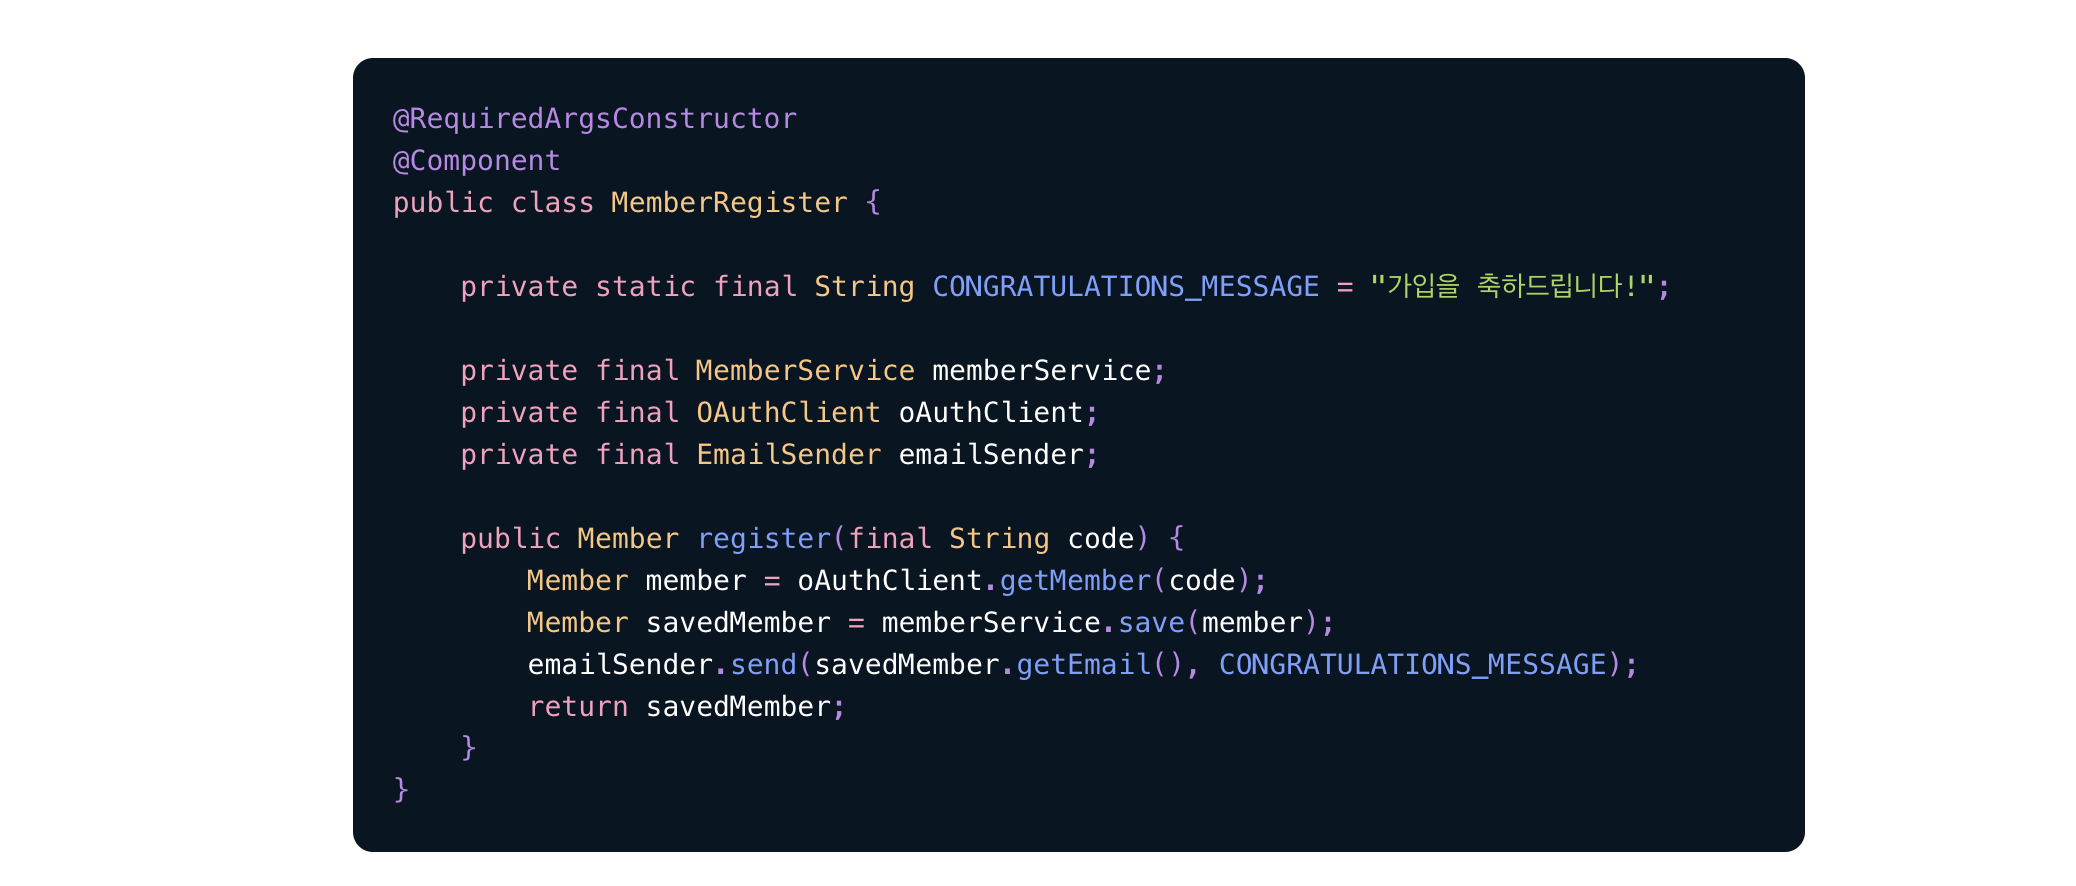 @RequiredArgsConstructor
@Component
public class MemberRegister {
private static final String CONGRATULATIONS_MESSAGE = "가입을 축하드립니다!";
private final MemberService memberService;
private final OAuthClient oAuthClient;
private final EmailSender emailSender;
public Member register(final String code) {
Member member = oAuthClient.getMember(code);
Member savedMember = memberService.save(member);
emailSender.send(savedMember.getEmail(), CONGRATULATIONS_MESSAGE);
return savedMember;
}
}